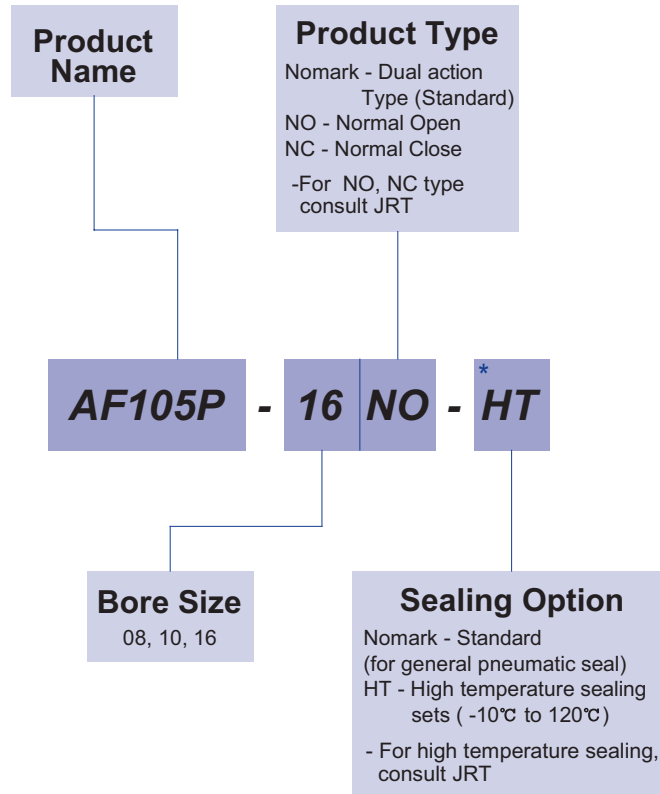 Product
Name
Product Type
Nomark - Dual action
Type (Standard)
NO - Normal Open
NC - Normal Close
-For NO, NC type
consult JRT
AF105P - 16 NO - *HT
Bore Size
08, 10, 16
Sealing Option
Nomark - Standard
(for general pneumatic seal)
HT - High temperature sealing
sets ( -10℃ to 120℃)
- For high temperature sealing,
consult JRT